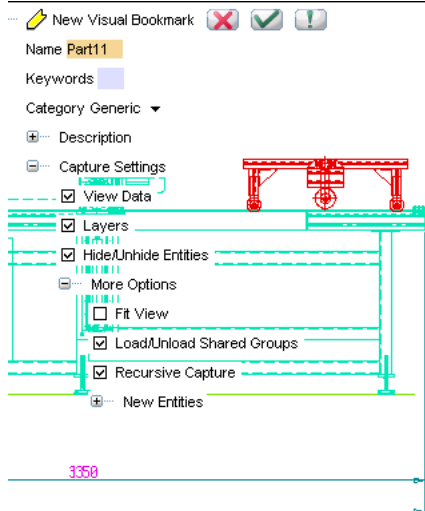 New Visual Bookmark
Name Part11
Keywords
Category Generic
Description
Capture Settings
View Data
Layers
Hide/Unhide Entities
More Options
Fit View
Load/Unload Shared Groups
Recursive Capture
New Entities
3350